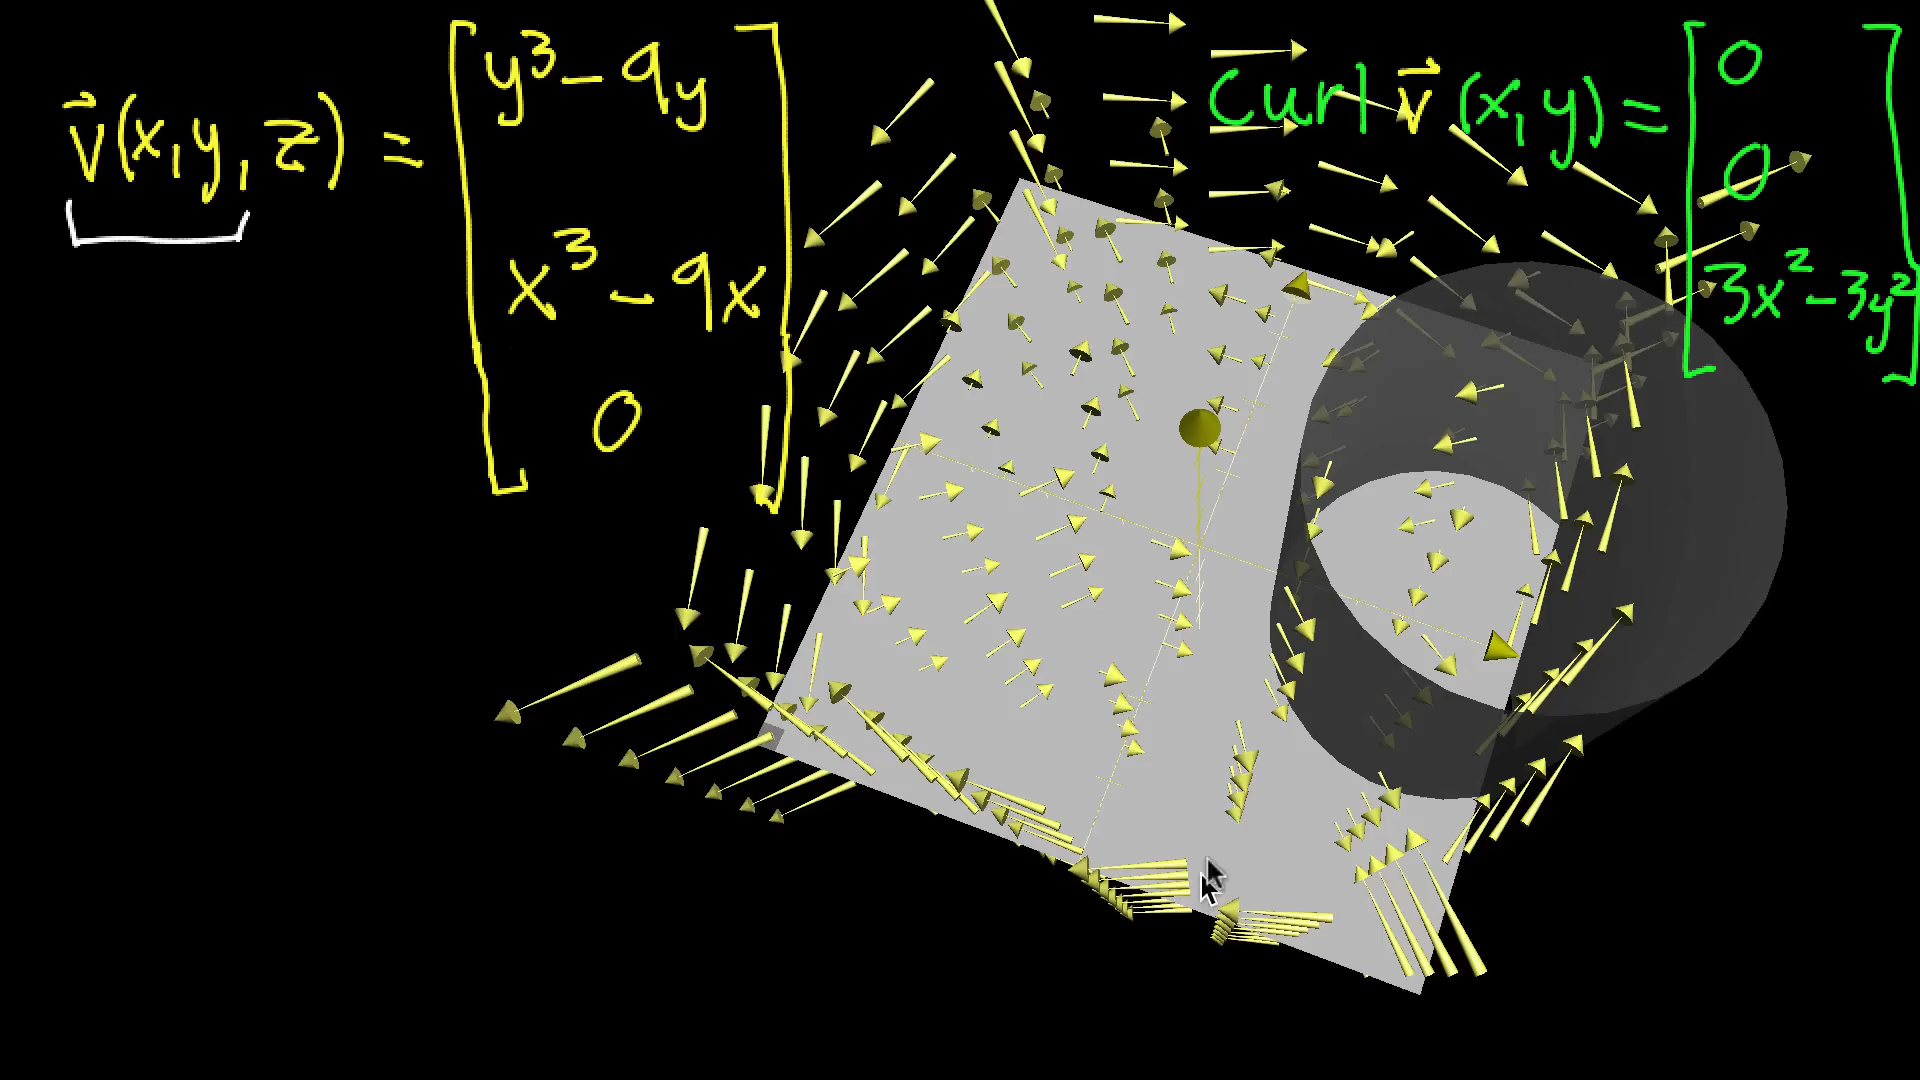 v⃗(x,y,z) = [y³-9y
x³-9x
0]
Curl v⃗(x,y) = [0
0
3x²-3y²]